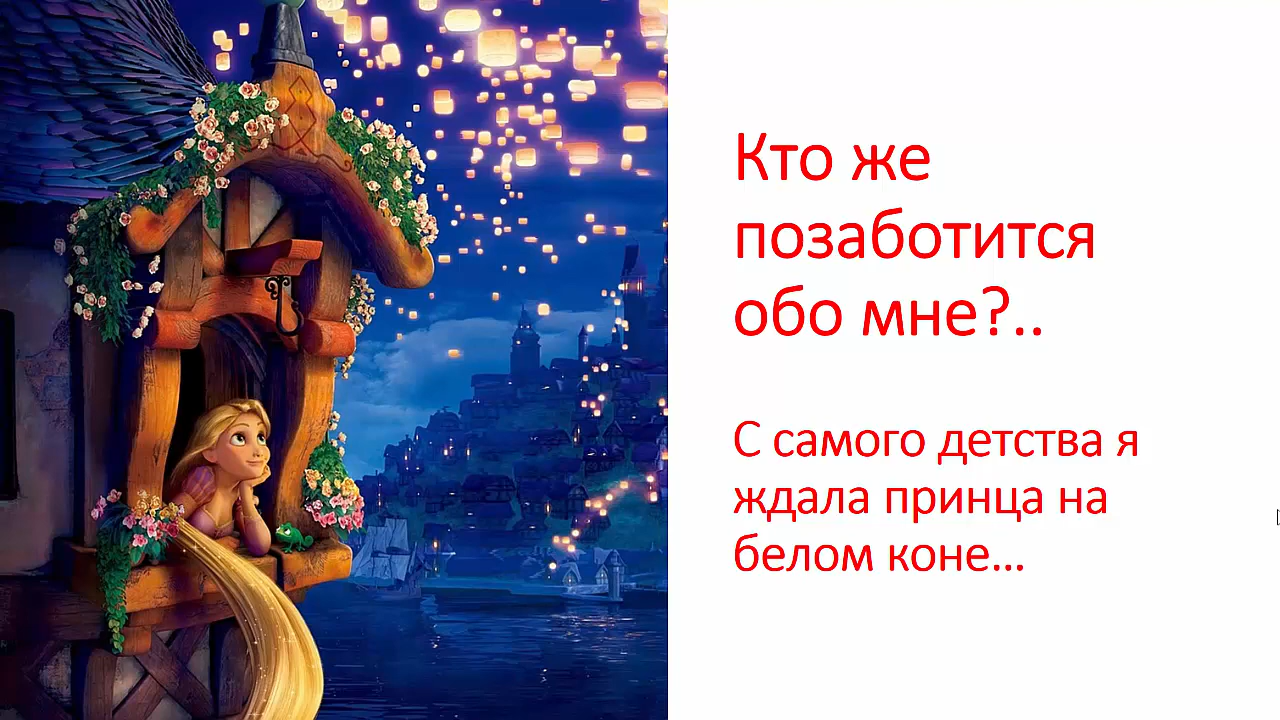 Кто же
позаботится
обо мне?..
С самого детства я
ждала принца на
белом коне...